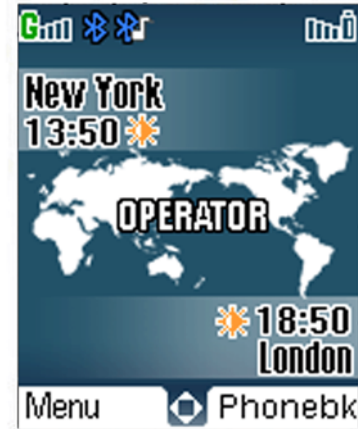 G
New York
13:50
OPERATOR
18:50
London
Menu Phonebk